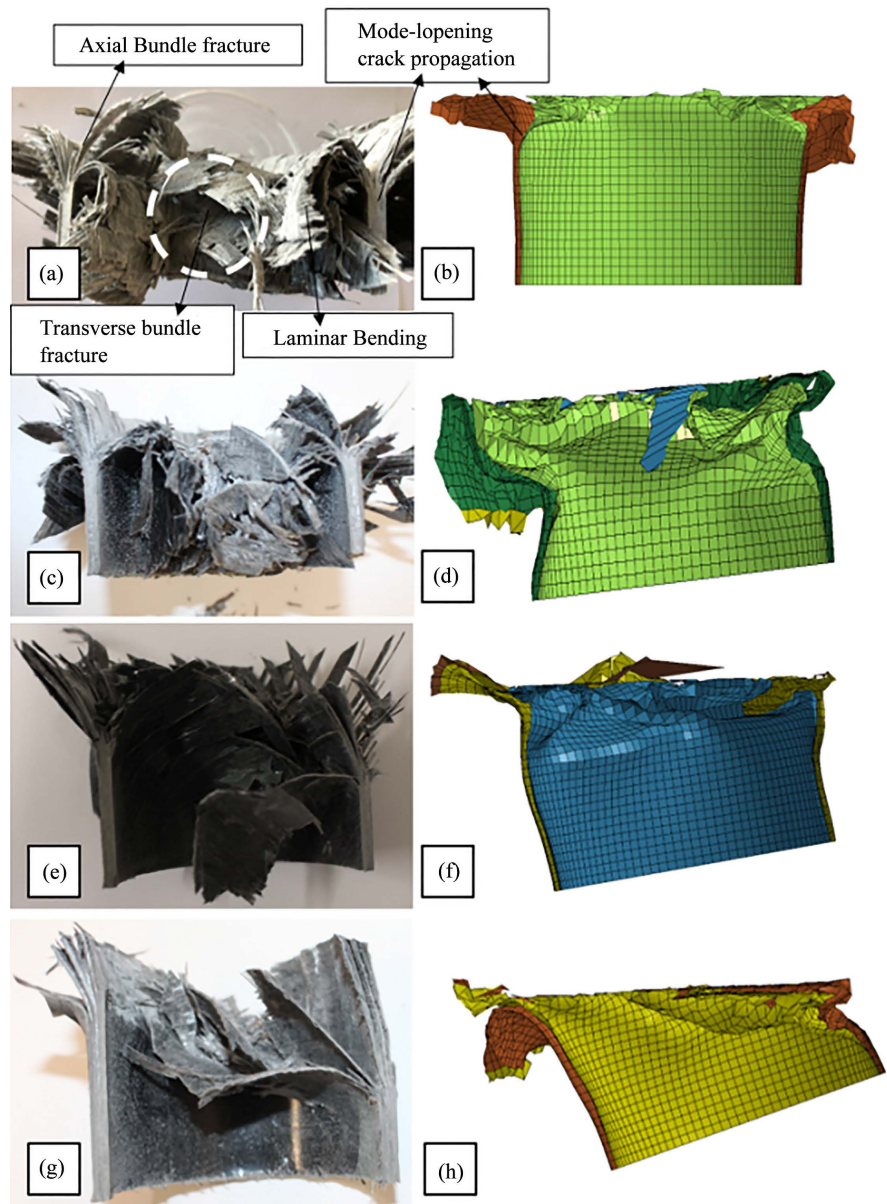 Axial Bundle fracture
Mode-lopening
crack propagation
(a)
(b)
Transverse bundle
fracture
Laminar Bending
(c)
(d)
(e)
(f)
(g)
(h)